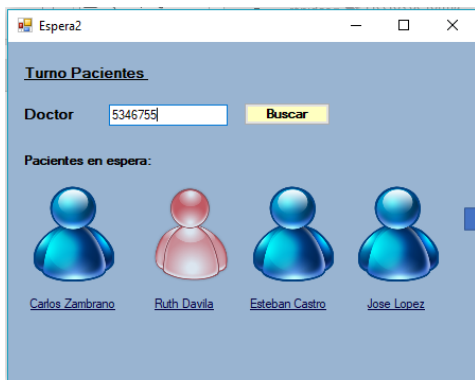 Espera2
Turno Pacientes
Doctor 5346755 Buscar
Pacientes en espera:
Carlos Zambrano Ruth Davila Esteban Castro Jose Lopez